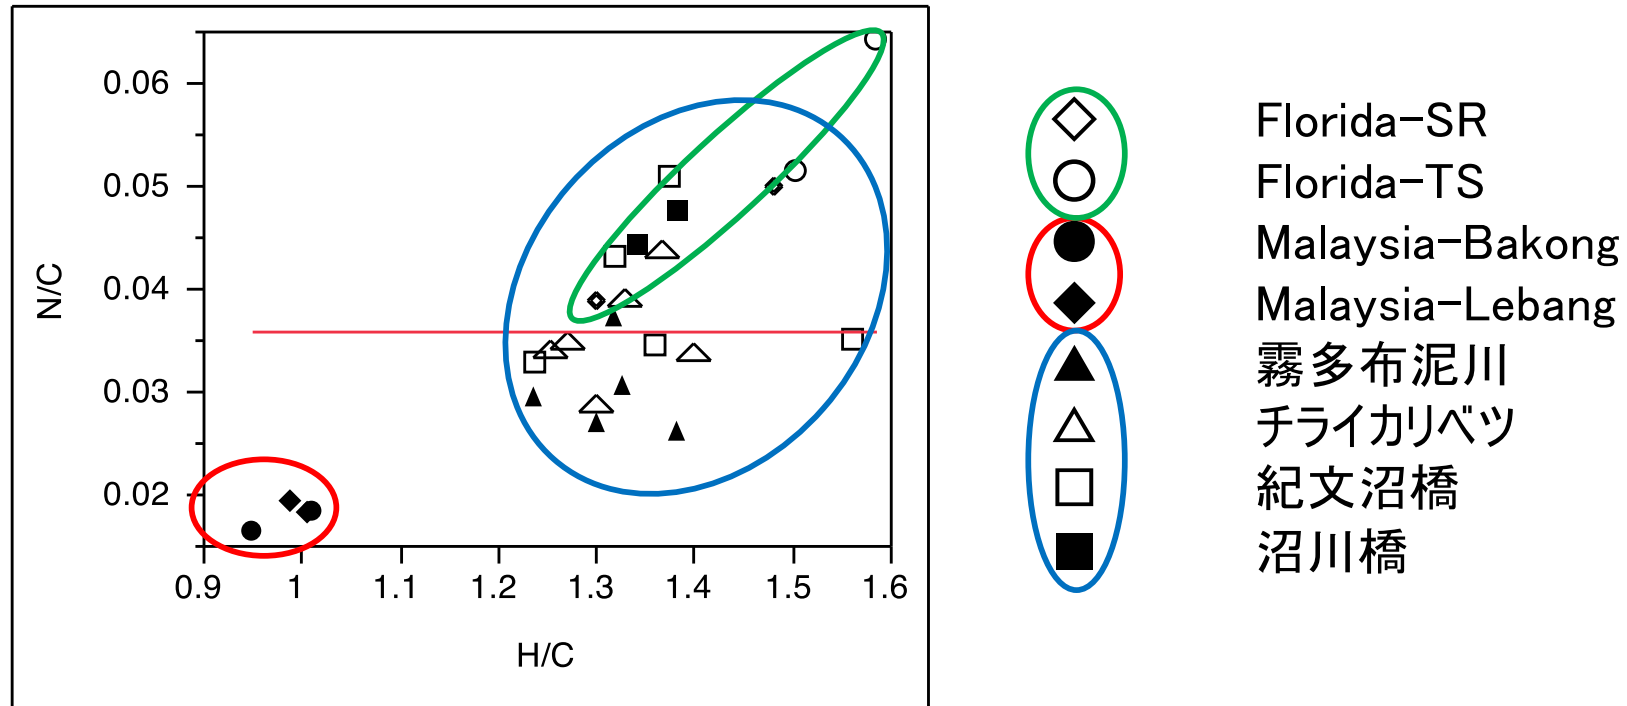 0.06
0.05
0.04
0.03
0.02
N/C
0.9 1 1.1 1.2 1.3 1.4 1.5 1.6
H/C
Florida-SR
Florida-TS
Malaysia-Bakong
Malaysia-Lebang
霧多布泥川
チライカリベツ
紀文沼橋
沼川橋